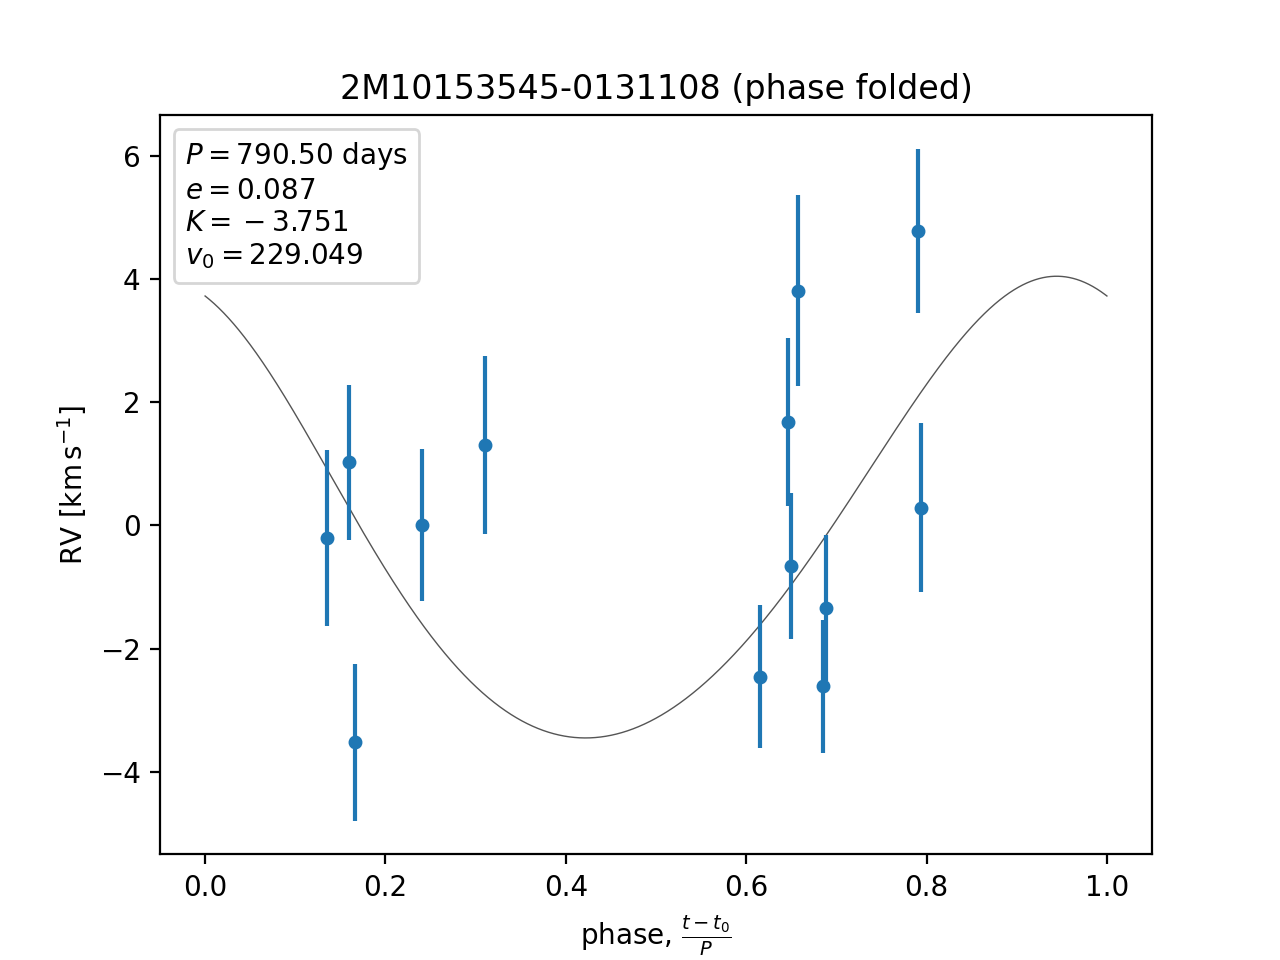 2M10153545-0131108 (phase folded)
P = 790.50 days
e = 0.087
K = −3.751
v₀ = 229.049
6
4
2
0
−2
−4
RV [km s⁻¹]
0.0 0.2 0.4 0.6 0.8 1.0
phase, (t − t₀)/P